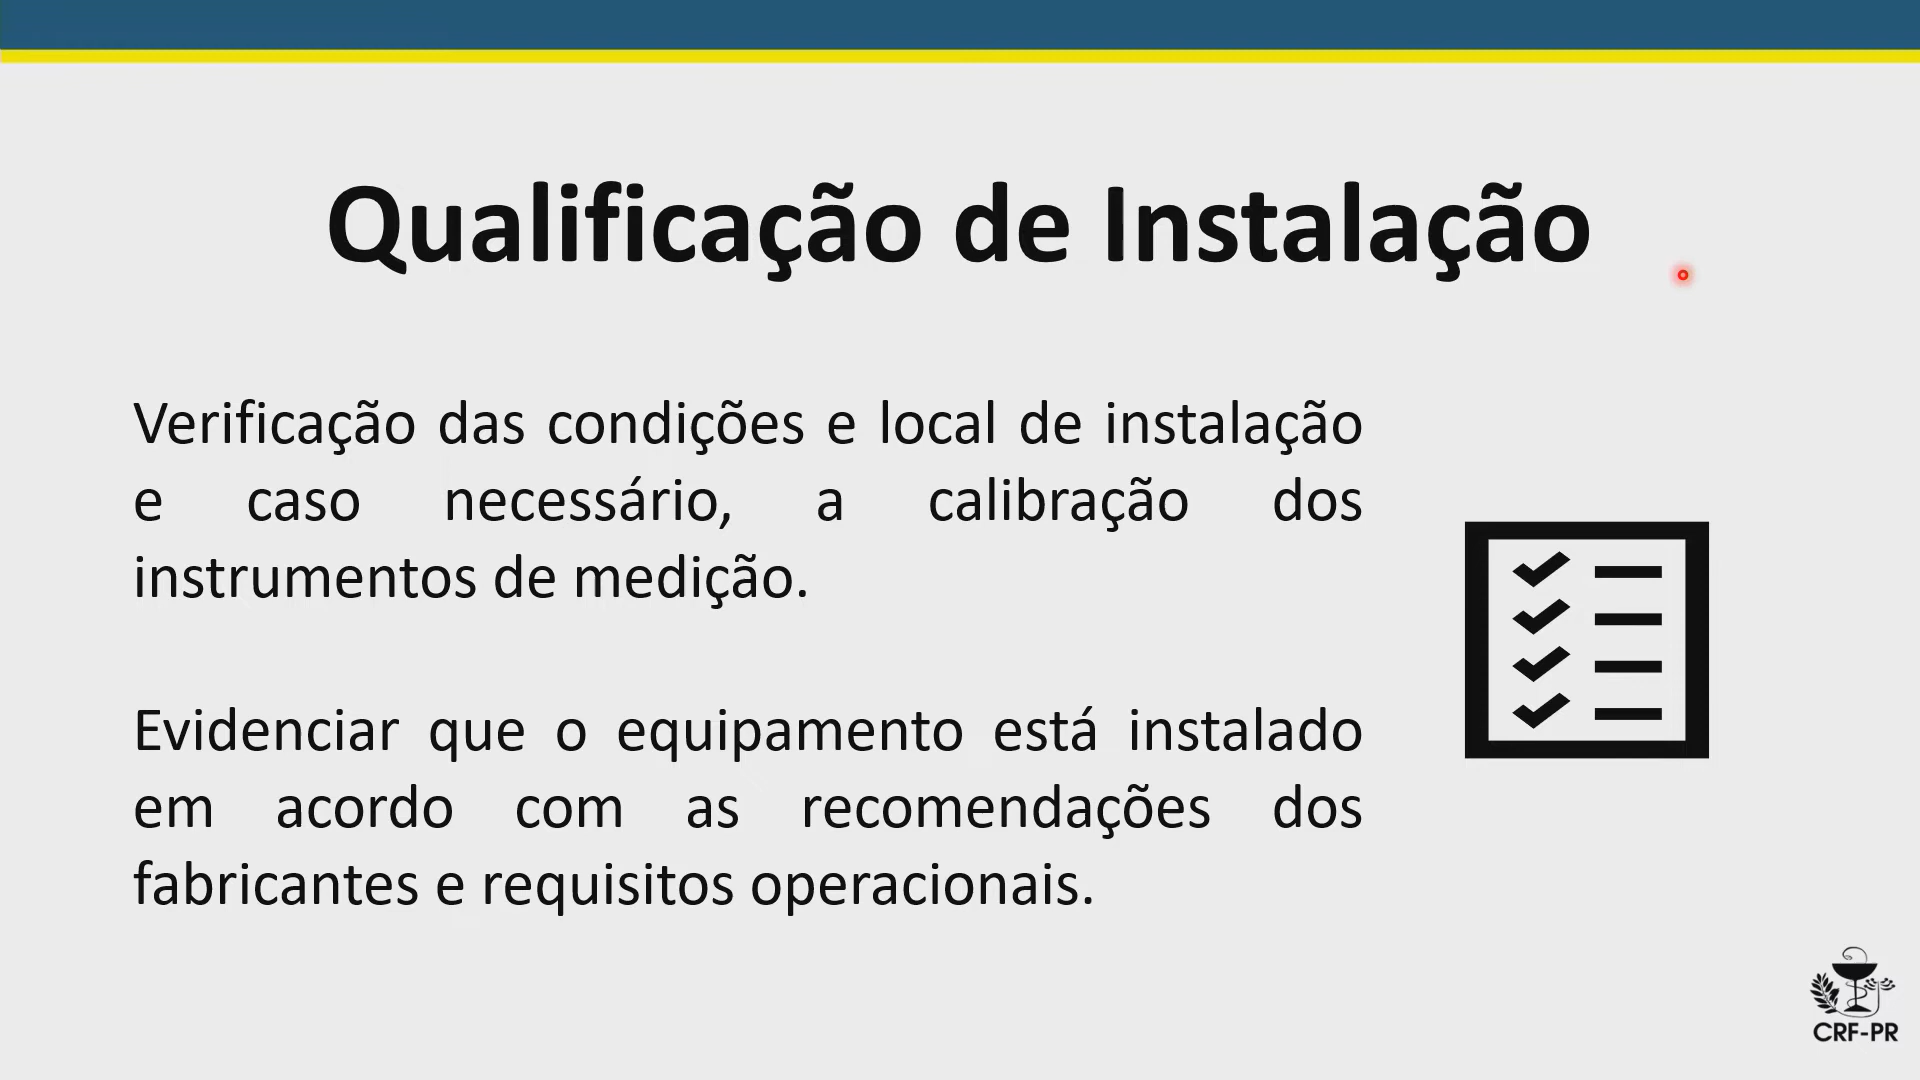 Qualificação de Instalação
Verificação das condições e local de instalação
e caso necessário, a calibração dos
instrumentos de medição.
Evidenciar que o equipamento está instalado
em acordo com as recomendações dos
fabricantes e requisitos operacionais.
CRF-PR